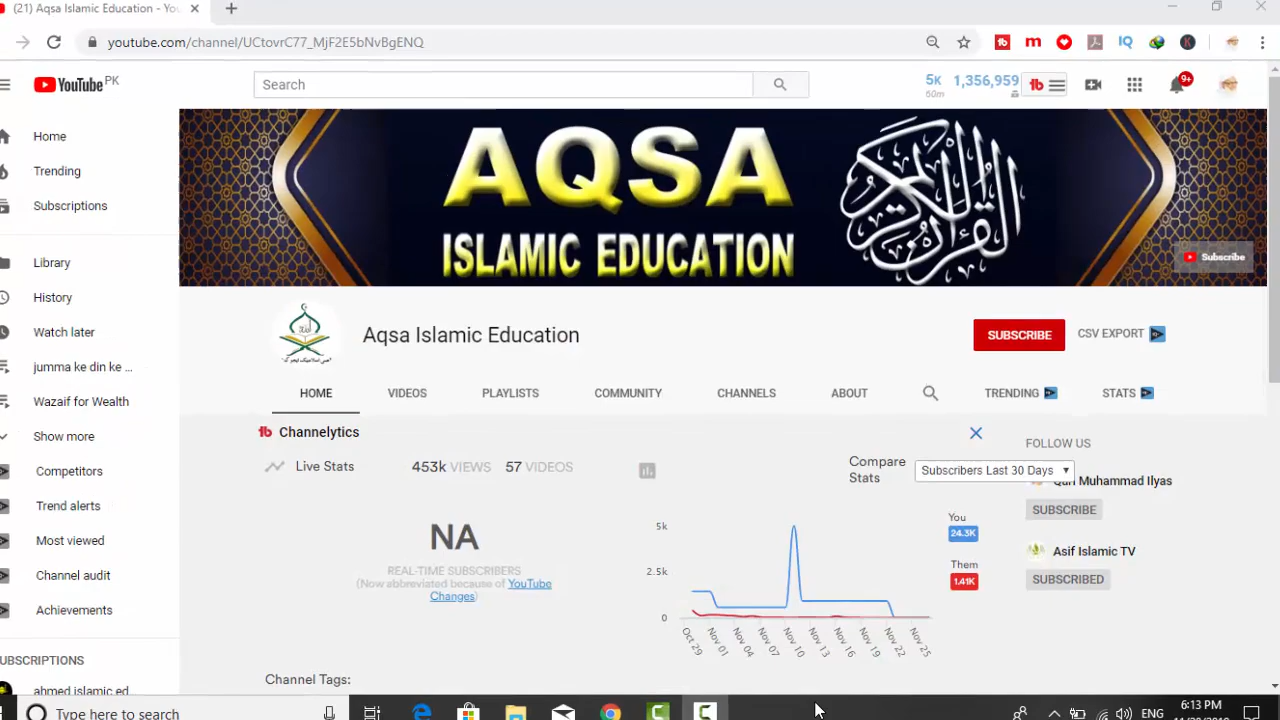 (21) Aqsa Islamic Education - You
youtube.com/channel/UCtovrC77_MjF2E5bNvBgENQ
YouTube PK
Search
5K
60m
1,356,959
9+
Home
Trending
Subscriptions
Library
History
Watch later
jumma ke din ke ...
Wazaif for Wealth
Show more
Competitors
Trend alerts
Most viewed
Channel audit
Achievements
SUBSCRIPTIONS
ahmed islamic ed
AQSA
ISLAMIC EDUCATION
القرآن الكريم
Subscribe
Aqsa Islamic Education
SUBSCRIBE
CSV EXPORT
HOME
VIDEOS
PLAYLISTS
COMMUNITY
CHANNELS
ABOUT
TRENDING
STATS
Channelytics
Live Stats
453k VIEWS 57 VIDEOS
Compare Stats
Subscribers Last 30 Days
NA
REAL-TIME SUBSCRIBERS
(Now abbreviated because of YouTube
Changes)
5k
2.5k
0
Oct 29
Nov 01
Nov 04
Nov 07
Nov 10
Nov 13
Nov 16
Nov 19
Nov 22
Nov 25
You
24.3K
Them
1.41K
FOLLOW US
Qari Muhammad Ilyas
SUBSCRIBE
Asif Islamic TV
SUBSCRIBED
Channel Tags:
Type here to search
ENG
6:13 PM